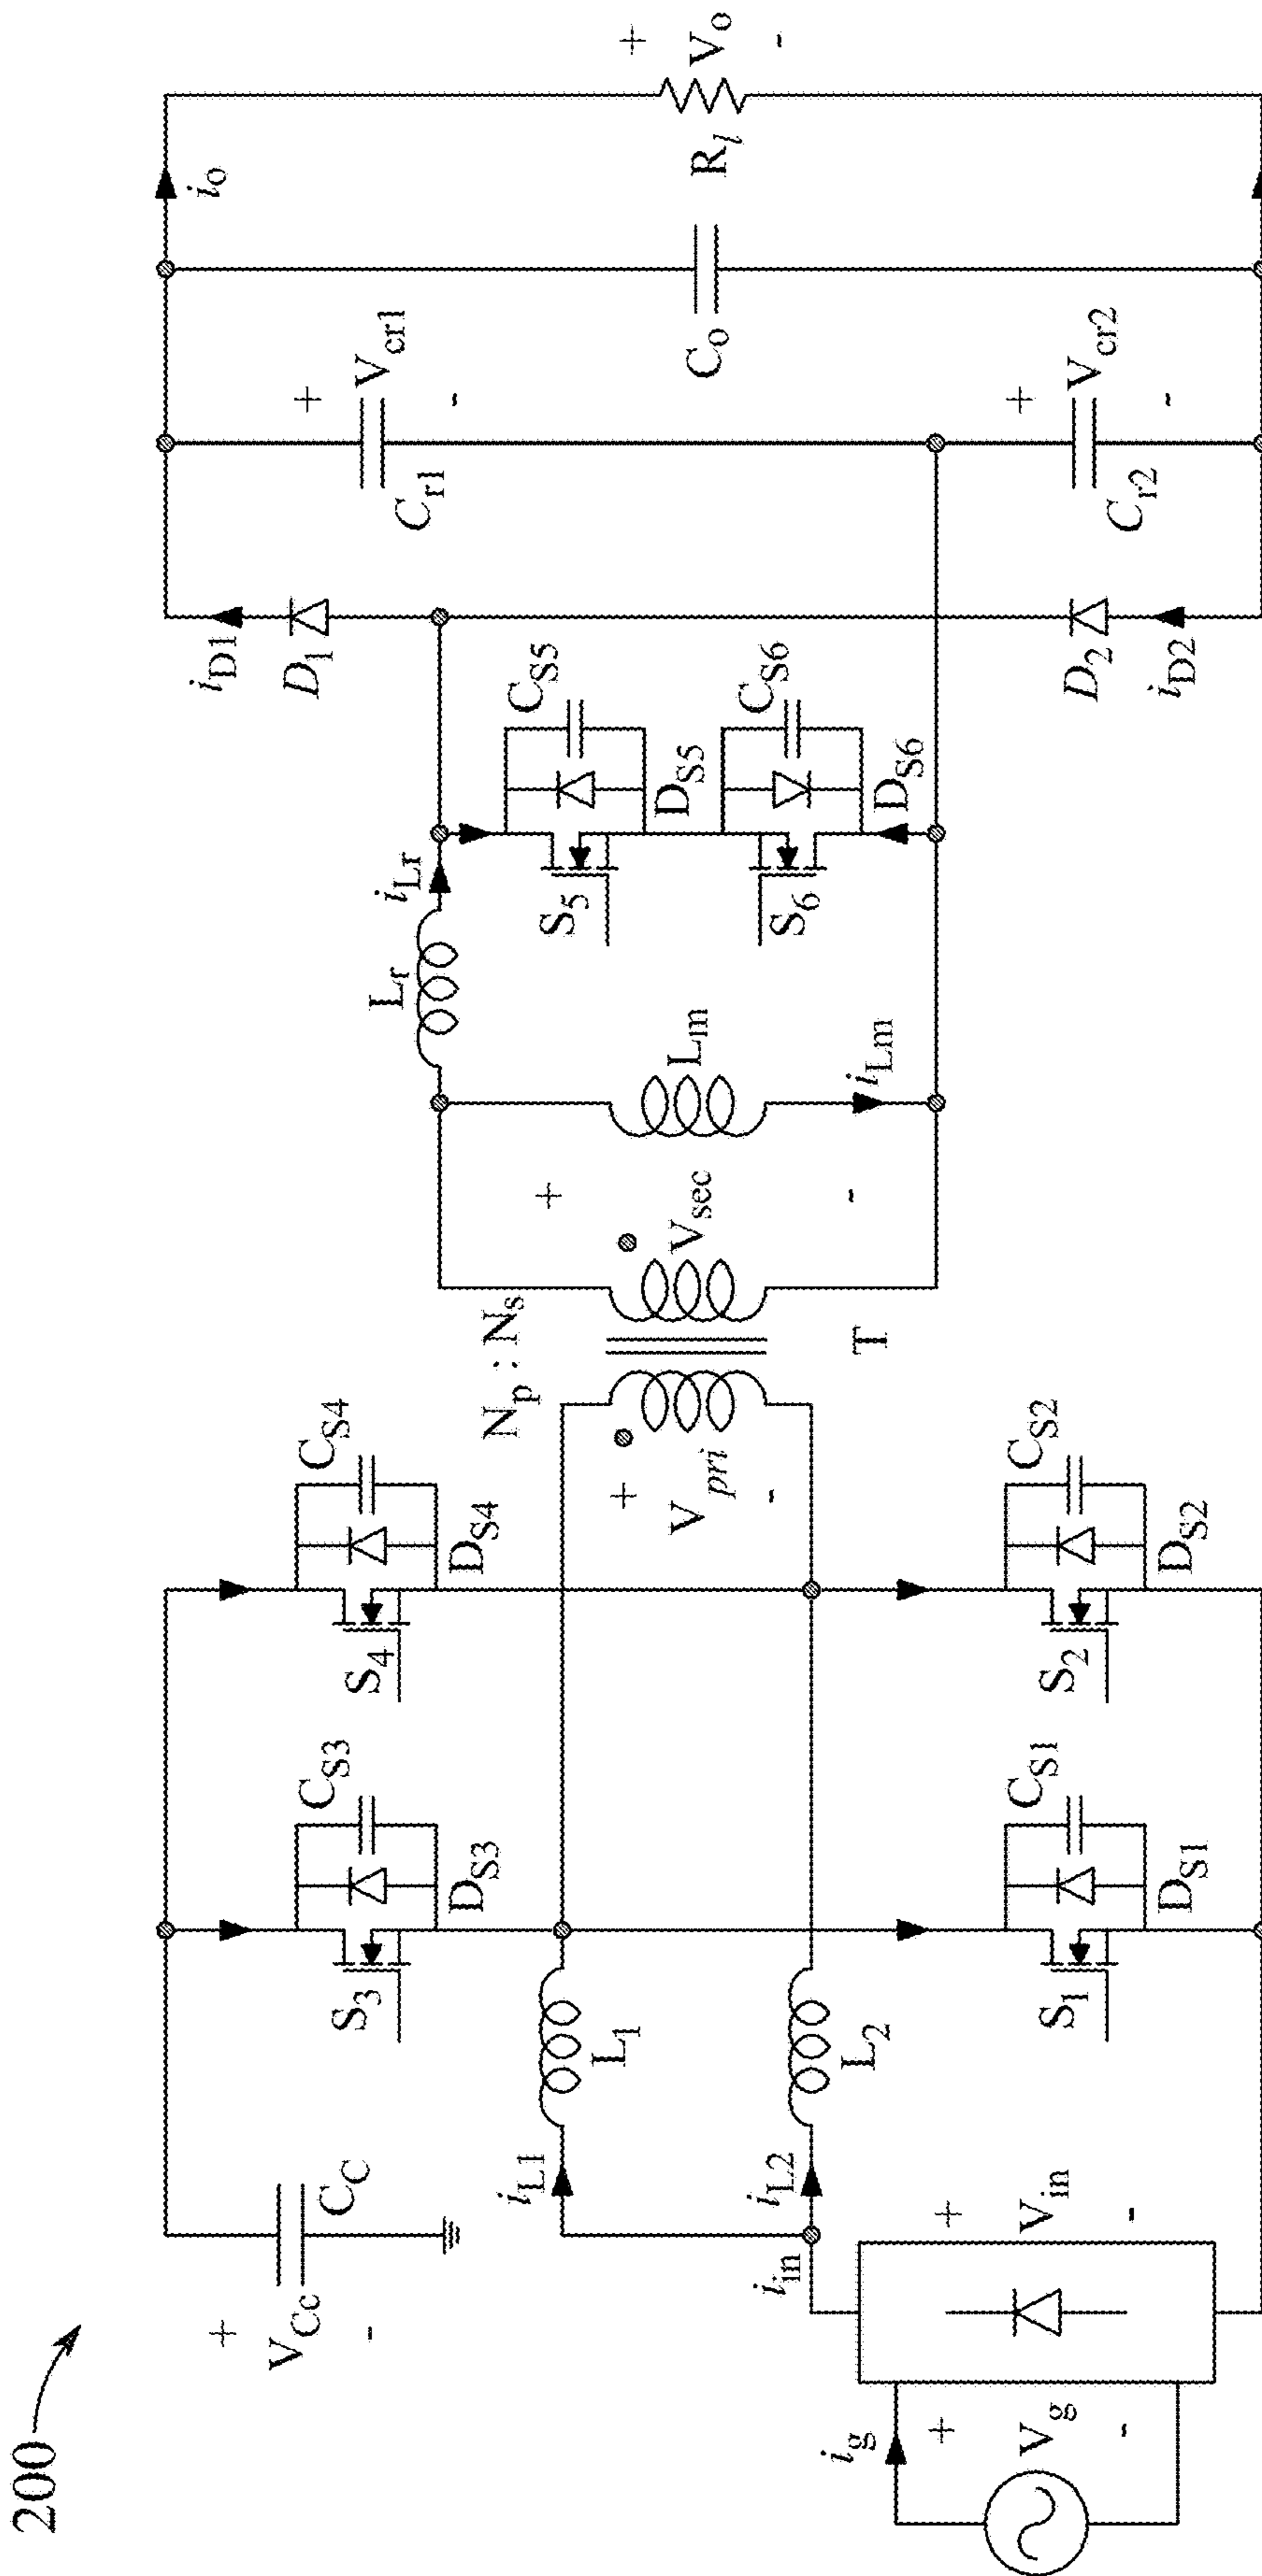 200
+
V_Cc
-
C_C
S_3
C_S3
D_S3
S_4
C_S4
D_S4
i_L1
L_1
i_L2
L_2
i_in
i_g
+
V_g
-
+
V_in
-
S_1
C_S1
D_S1
S_2
C_S2
D_S2
N_p : N_s
+
V_pri
-
T
+
V_sec
-
L_m
i_Lm
L_r
i_Lr
S_5
C_S5
D_S5
S_6
C_S6
D_S6
i_D1
D_1
D_2
i_D2
C_r1
+
V_cr1
-
C_r2
+
V_cr2
-
C_o
i_o
R_l
+
V_o
-